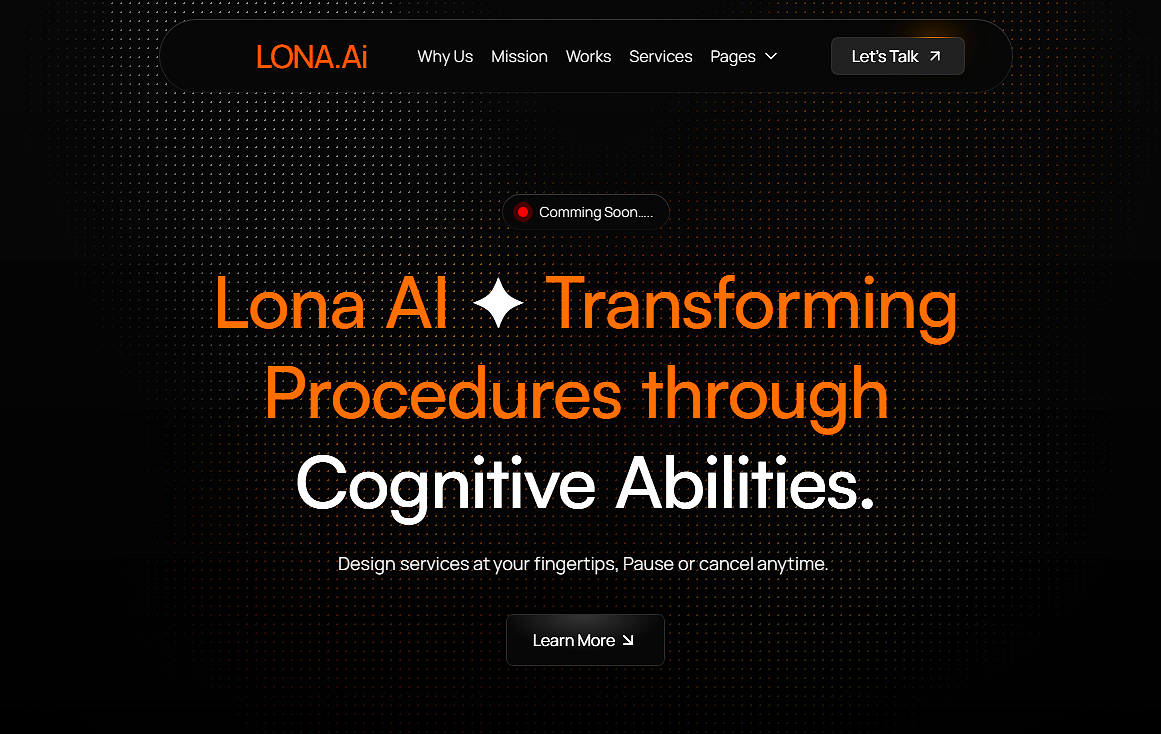 LONA.Ai Why Us Mission Works Services Pages Let's Talk
Comming Soon.....
Lona AI Transforming
Procedures through
Cognitive Abilities.
Design services at your fingertips, Pause or cancel anytime.
Learn More